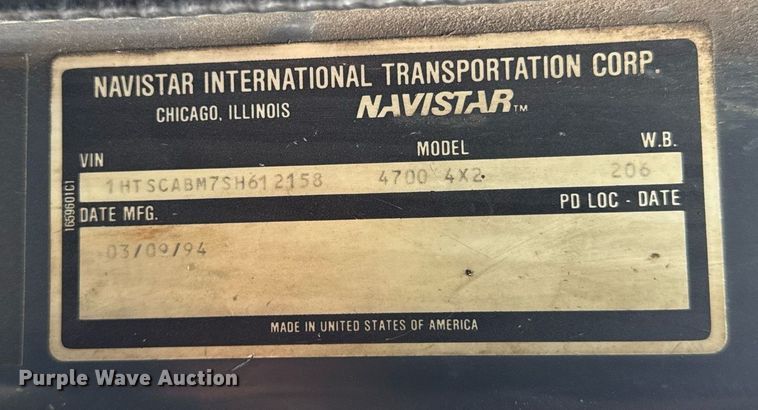 NAVISTAR INTERNATIONAL TRANSPORTATION CORP.
CHICAGO, ILLINOIS NAVISTAR™
VIN MODEL W.B.
1HTSCABM7SH612158 4700 4X2. 206
DATE MFG. PD LOC - DATE
03/09/94
1659601C1
MADE IN UNITED STATES OF AMERICA
Purple Wave Auction